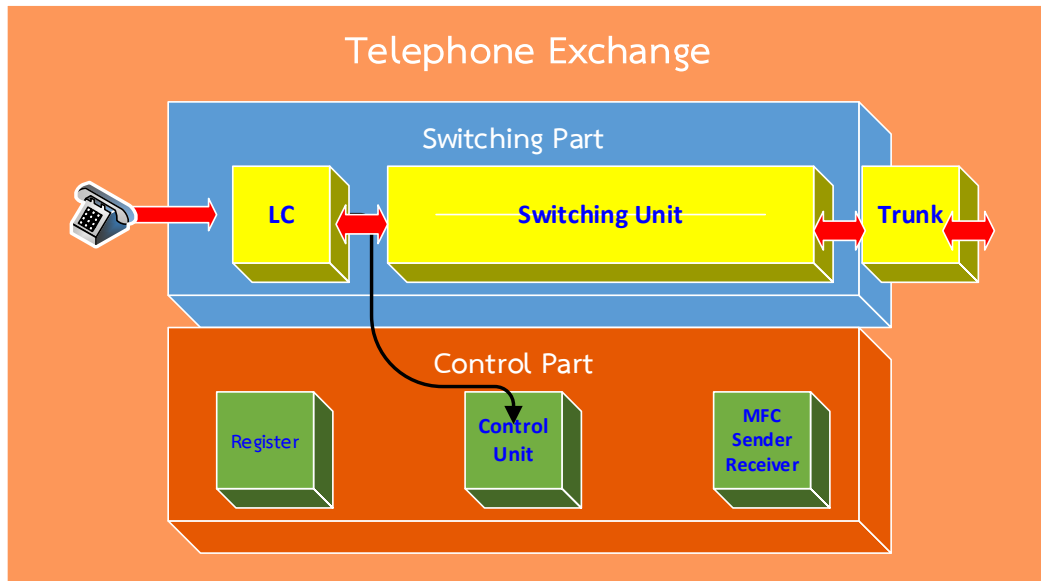 Telephone Exchange
Switching Part
LC
Switching Unit
Trunk
Control Part
Register
Control
Unit
MFC
Sender
Receiver